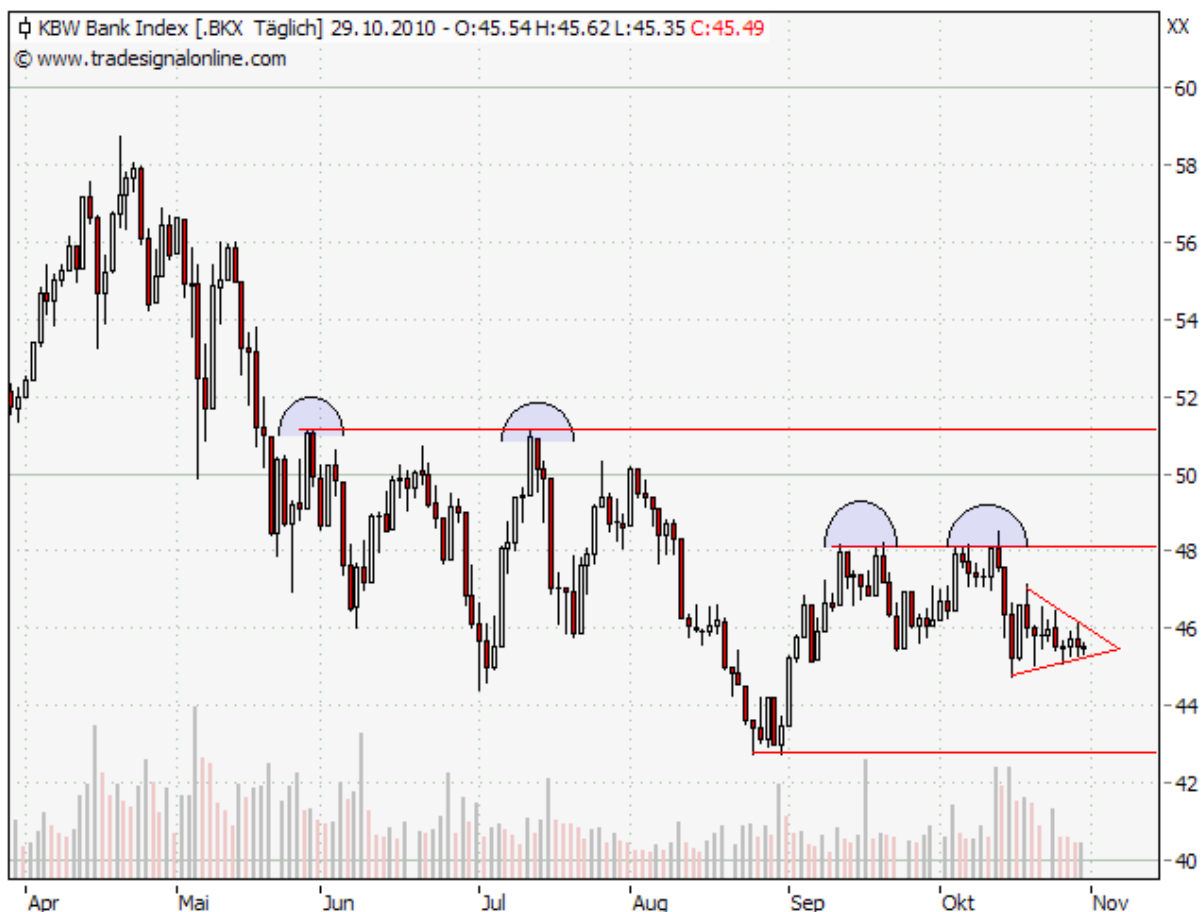 KBW Bank Index [.BKX Täglich] 29.10.2010 - O:45.54 H:45.62 L:45.35 C:45.49
XX
© www.tradesignalonline.com
60
58
56
54
52
50
48
46
44
42
40
Apr Mai Jun Jul Aug Sep Okt Nov